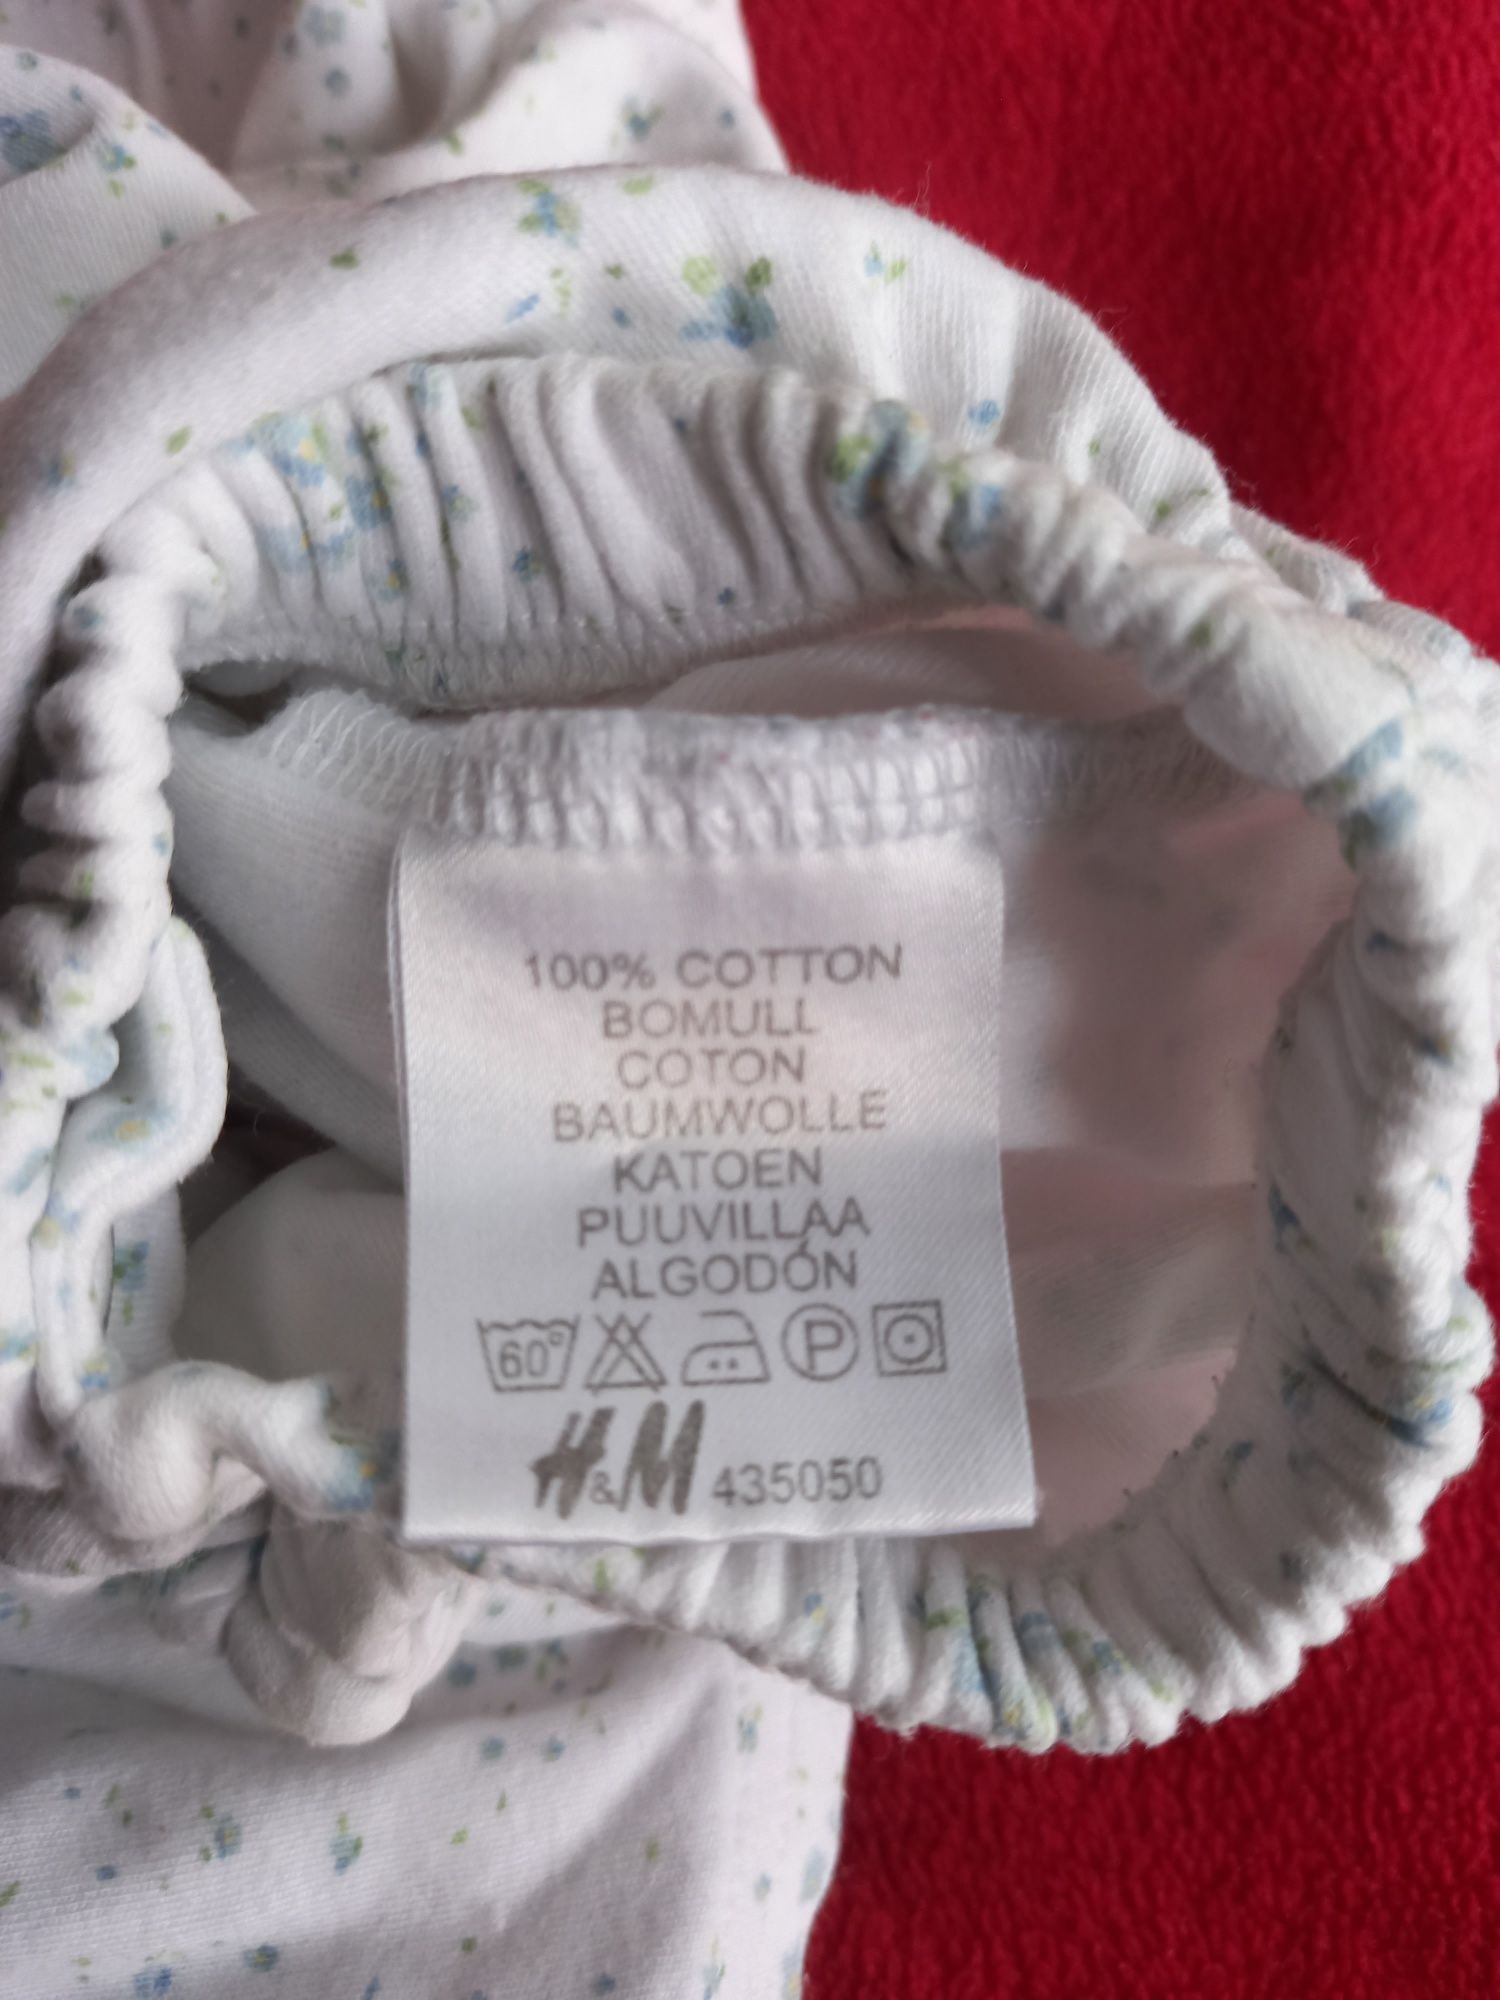 100% COTTON
BOMULL
COTON
BAUMWOLLE
KATOEN
PUUVILLAA
ALGODÓN
60° P
H&M 435050